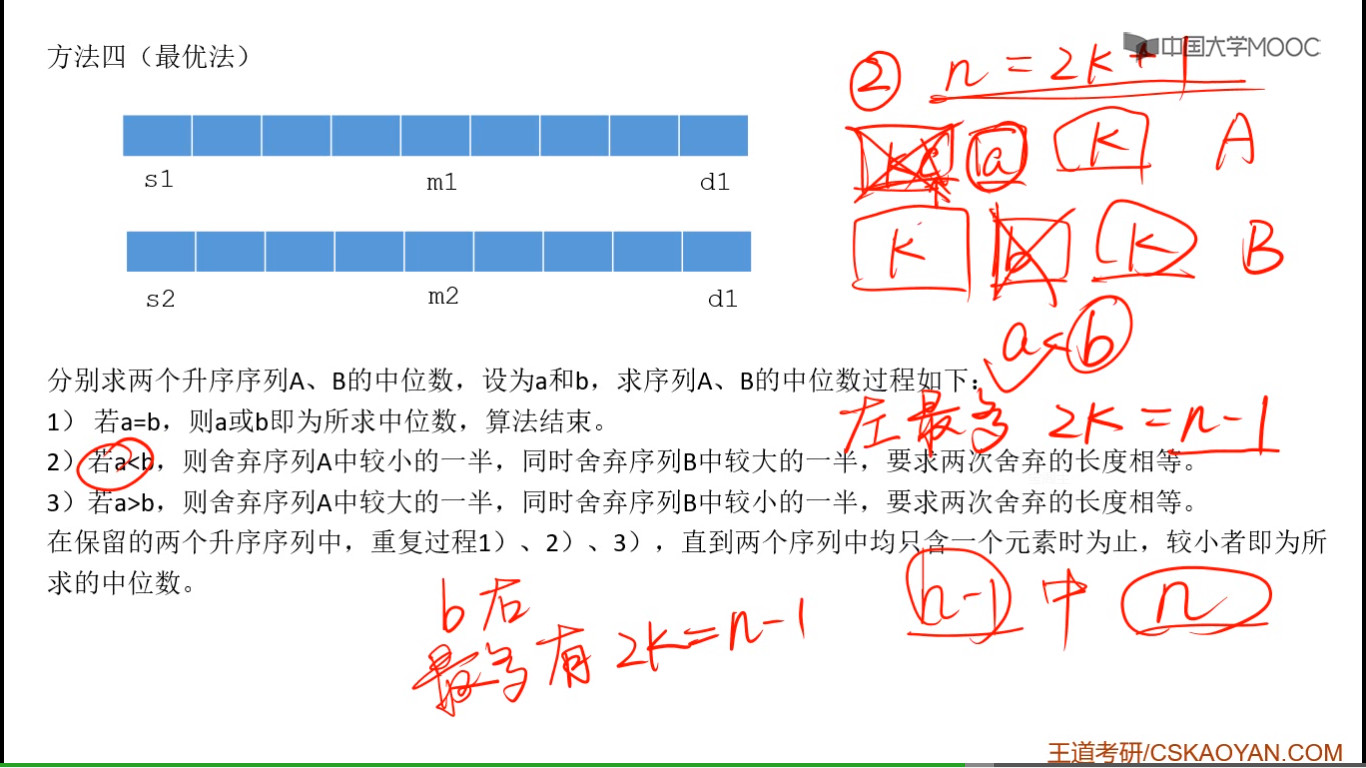 方法四（最优法）
中国大学MOOC
② n = 2k+1
s1 m1 d1
a k A
s2 m2 d1
k b k B
a<b
分别求两个升序序列A、B的中位数，设为a和b，求序列A、B的中位数过程如下：
1） 若a=b，则a或b即为所求中位数，算法结束。
左最多 2k = n-1
2）若a<b，则舍弃序列A中较小的一半，同时舍弃序列B中较大的一半，要求两次舍弃的长度相等。
3）若a>b，则舍弃序列A中较大的一半，同时舍弃序列B中较小的一半，要求两次舍弃的长度相等。
在保留的两个升序序列中，重复过程1）、2）、3），直到两个序列中均只含一个元素时为止，较小者即为所
求的中位数。
n-1 中 n
b 右
最多有 2k=n-1
王道考研/CSKAOYAN.COM